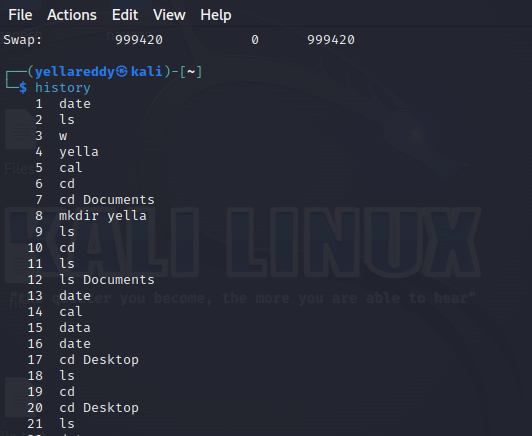 File Actions Edit View Help
Swap: 999420 0 999420
┌──(yellareddy㉿kali)-[~]
└─$ history
1 date
2 ls
3 w
4 yella
5 cal
6 cd
7 cd Documents
8 mkdir yella
9 ls
10 cd
11 ls
12 ls Documents
13 date
14 cal
15 data
16 date
17 cd Desktop
18 ls
19 cd
20 cd Desktop
21 ls
KALI LINUX
you become, the more you are able to hear"